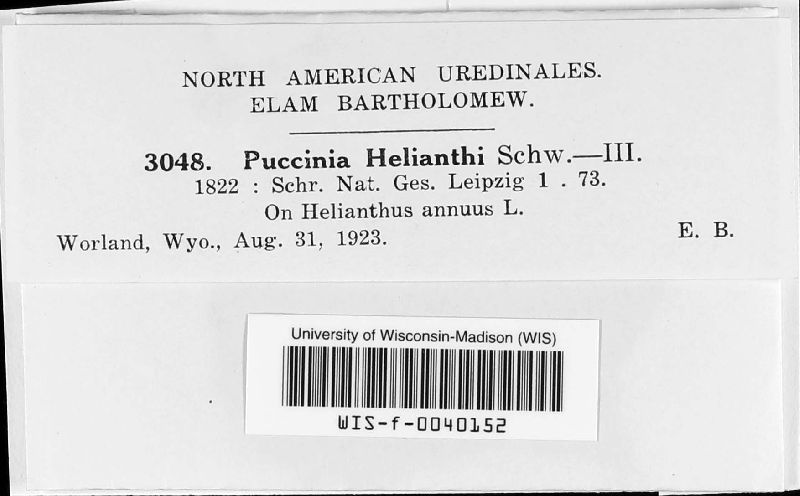 NORTH AMERICAN UREDINALES.
ELAM BARTHOLOMEW.
3048. Puccinia Helianthi Schw.—III.
1822 : Schr. Nat. Ges. Leipzig 1 . 73.
On Helianthus annuus L.
Worland, Wyo., Aug. 31, 1923. E. B.
University of Wisconsin-Madison (WIS)
WIS-f-0040152